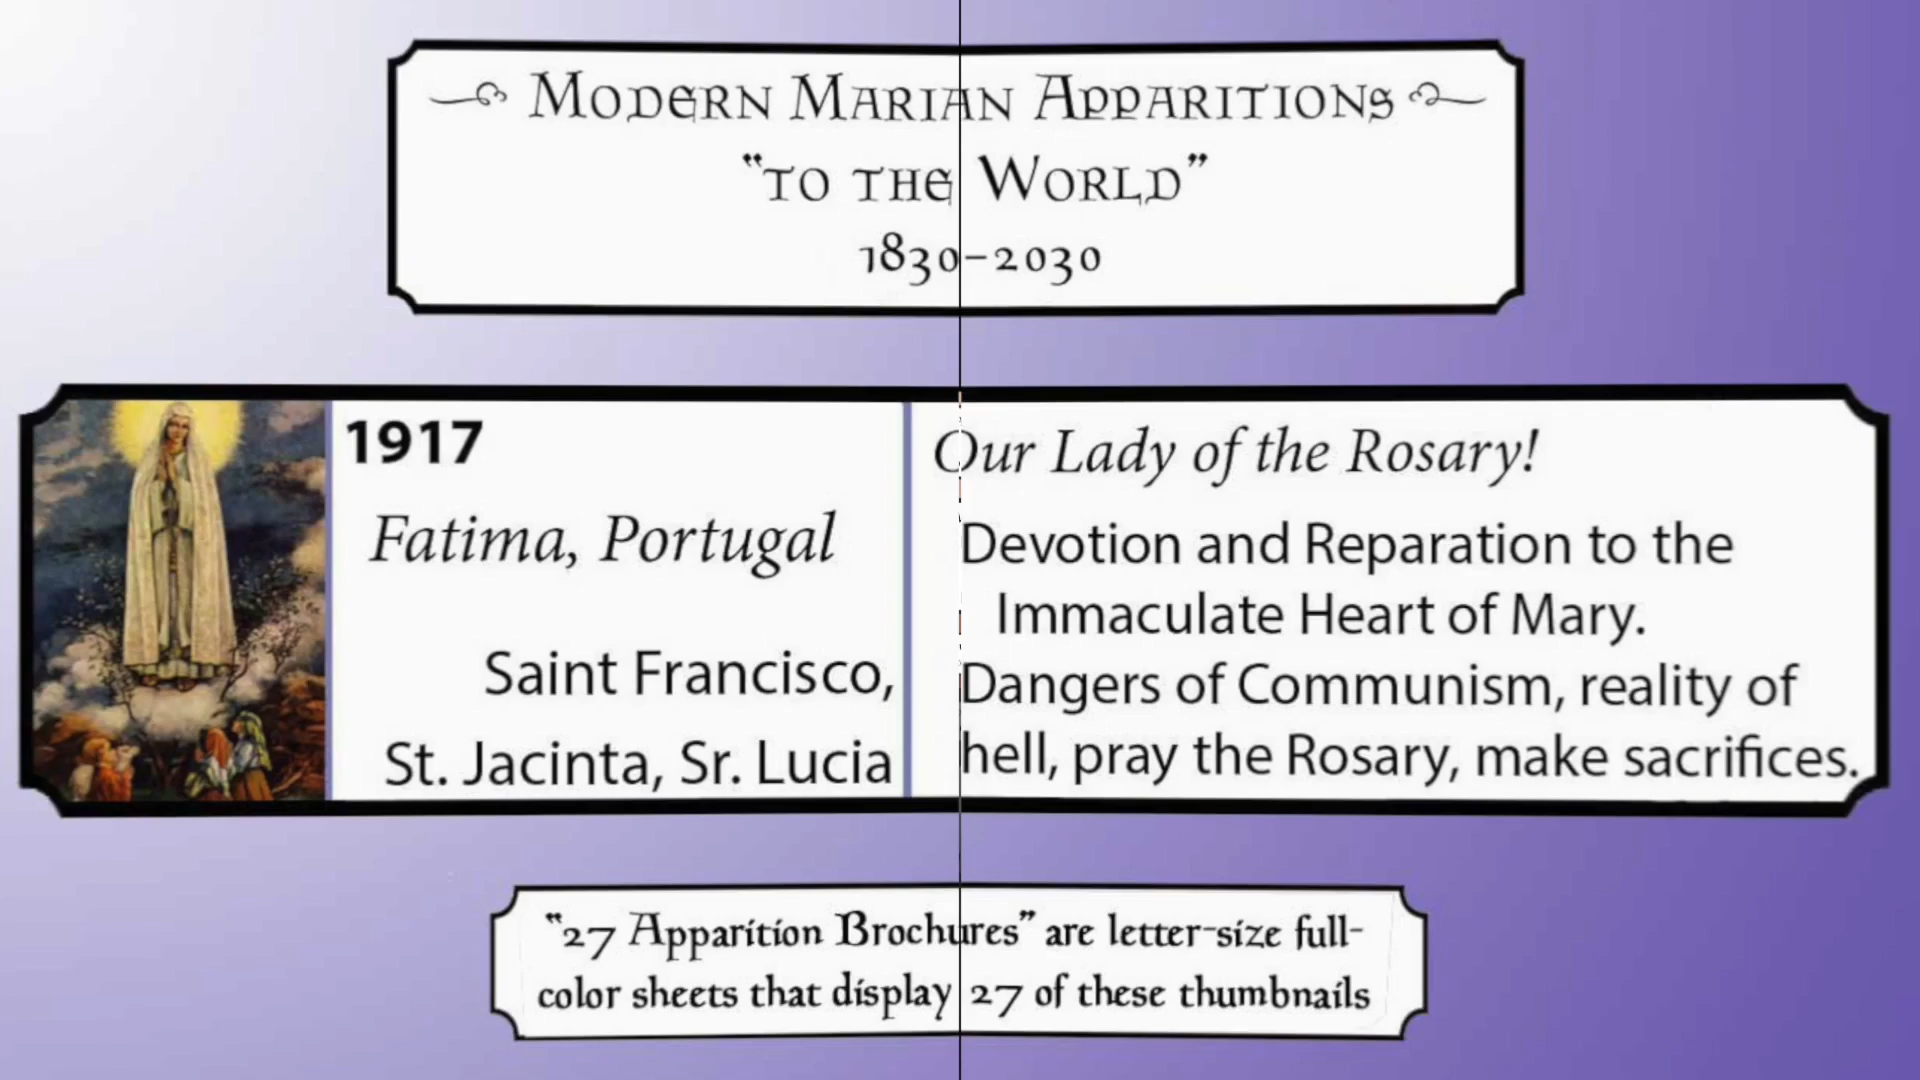 Modern Marian Apparitions
“to the World”
1830–2030
1917
Fatima, Portugal
Saint Francisco,
St. Jacinta, Sr. Lucia
Our Lady of the Rosary!
Devotion and Reparation to the
Immaculate Heart of Mary.
Dangers of Communism, reality of
hell, pray the Rosary, make sacrifices.
“27 Apparition Brochures” are letter-size full-
color sheets that display 27 of these thumbnails